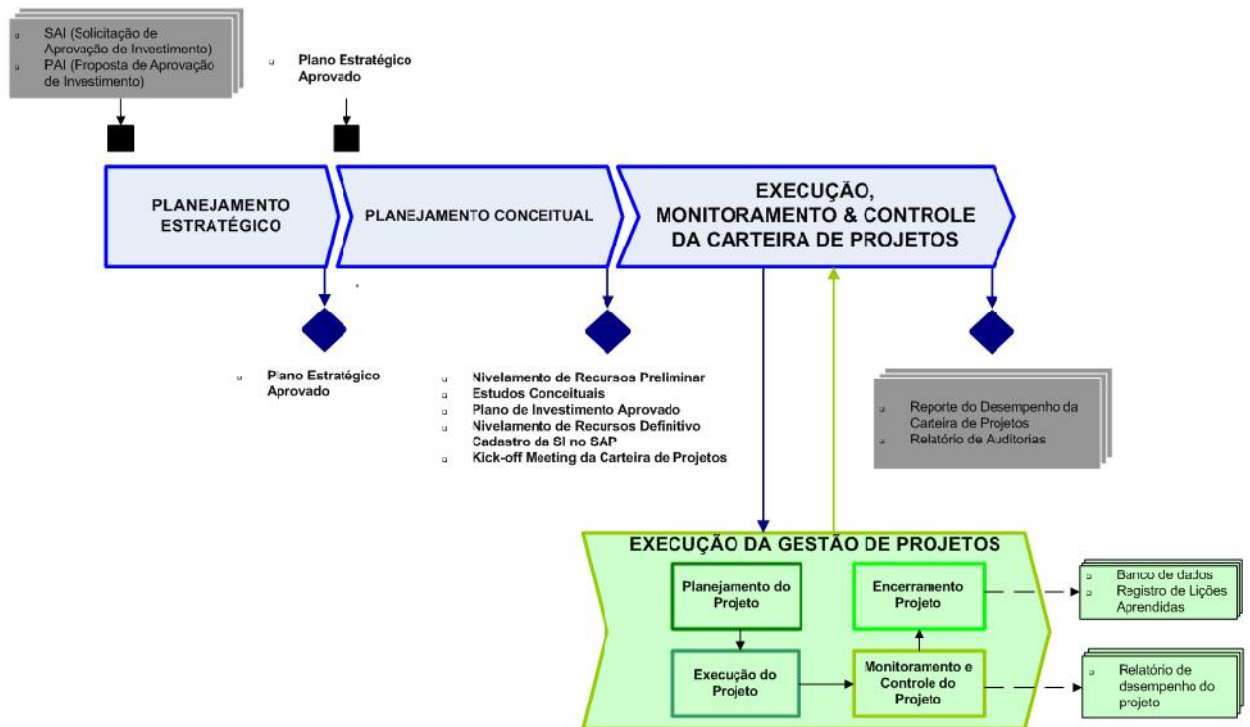 SAI (Solicitação de
Aprovação de Investimento)
PAI (Proposta de Aprovação
de Investimento)
Plano Estratégico
Aprovado
PLANEJAMENTO
ESTRATÉGICO
PLANEJAMENTO CONCEITUAL
EXECUÇÃO,
MONITORAMENTO & CONTROLE
DA CARTEIRA DE PROJETOS
Plano Estratégico
Aprovado
Nivelamento de Recursos Preliminar
Estudos Conceituais
Plano de Investimento Aprovado
Nivelamento de Recursos Definitivo
Cadastro da SI no SAP
Kick-off Meeting da Carteira de Projetos
Reporte do Desempenho da
Carteira de Projetos
Relatório de Auditorias
EXECUÇÃO DA GESTÃO DE PROJETOS
Planejamento do
Projeto
Encerramento
Projeto
Execução do
Projeto
Monitoramento e
Controle do
Projeto
Banco de dados
Registro de Lições
Aprendidas
Relatório de
desempenho do
projeto